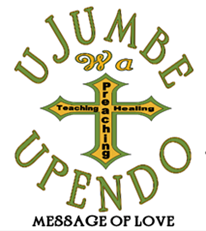 UJUMBE
Wa
Preaching
Teaching Healing
UPENDO
MESSAGE OF LOVE